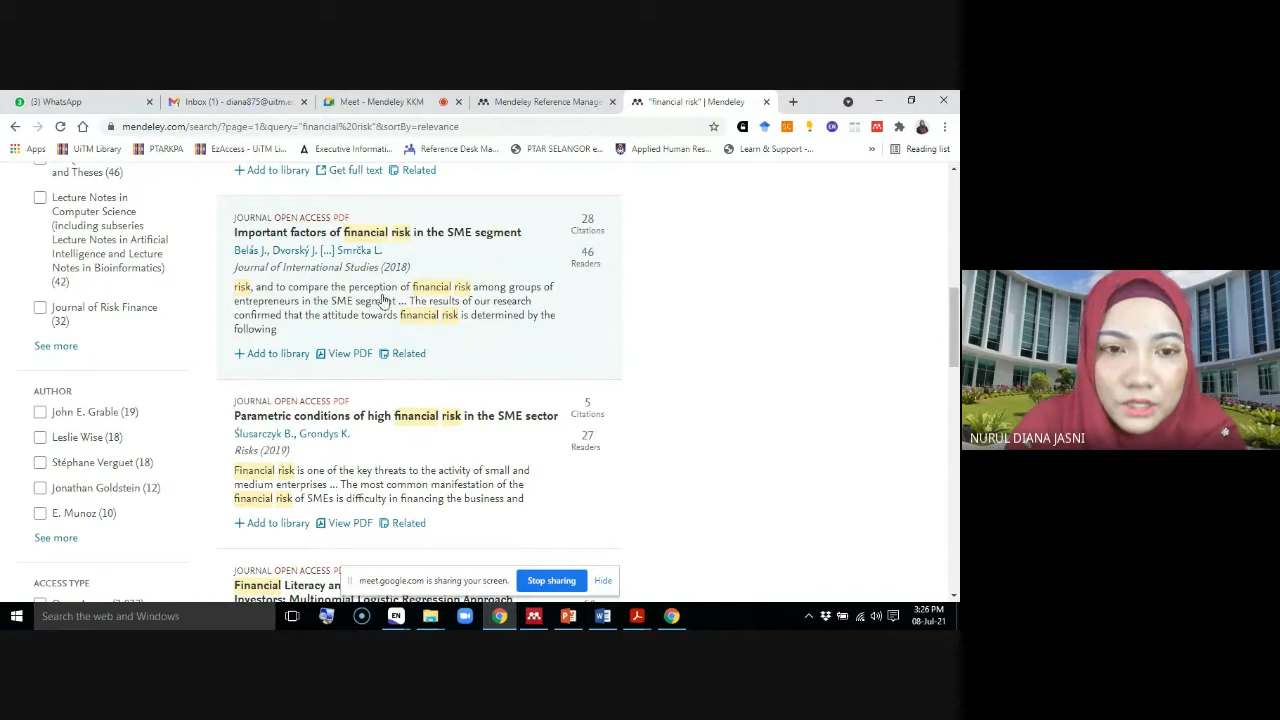 (3) WhatsApp
Inbox (1) - diana875@uitm.e
Meet - Mendeley KKM
Mendeley Reference Manag
"financial risk" | Mendeley
mendeley.com/search/?page=1&query="financial%20risk"&sortBy=relevance
Apps
UiTM Library
PTARKPA
EzAccess - UiTM Li...
Executive Informati...
Reference Desk Ma...
PTAR SELANGOR e...
Applied Human Res...
Learn & Support -...
»
Reading list
and Theses (46)
Lecture Notes in
Computer Science
(including subseries
Lecture Notes in Artificial
Intelligence and Lecture
Notes in Bioinformatics)
(42)
Journal of Risk Finance
(32)
See more
AUTHOR
John E. Grable (19)
Leslie Wise (18)
Stéphane Verguet (18)
Jonathan Goldstein (12)
E. Munoz (10)
See more
ACCESS TYPE
+ Add to library Get full text Related
JOURNAL OPEN ACCESS PDF
Important factors of financial risk in the SME segment
Belás J., Dvorský J. [...] Smrčka L.
Journal of International Studies (2018)
28
Citations
46
Readers
risk, and to compare the perception of financial risk among groups of
entrepreneurs in the SME segment ... The results of our research
confirmed that the attitude towards financial risk is determined by the
following
+ Add to library View PDF Related
JOURNAL OPEN ACCESS PDF
Parametric conditions of high financial risk in the SME sector
Ślusarczyk B., Grondys K.
Risks (2019)
5
Citations
27
Readers
Financial risk is one of the key threats to the activity of small and
medium enterprises ... The most common manifestation of the
financial risk of SMEs is difficulty in financing the business and
+ Add to library View PDF Related
JOURNAL OPEN ACCESS
Financial Literacy
Investors: Multinomial Logistic Regression Approach
meet.google.com is sharing your screen.
Stop sharing
Hide
NURUL DIANA JASNI
Search the web and Windows
3:26 PM
08-Jul-21